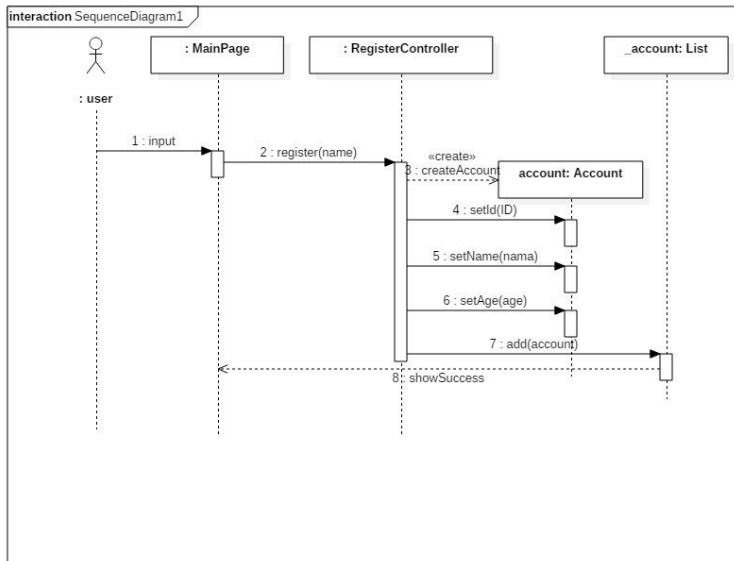 interaction SequenceDiagram1
: MainPage
: RegisterController
_account: List
: user
1 : input
2 : register(name)
«create»
3 : createAccount
account: Account
4 : setId(ID)
5 : setName(nama)
6 : setAge(age)
7 : add(account)
8 : showSuccess